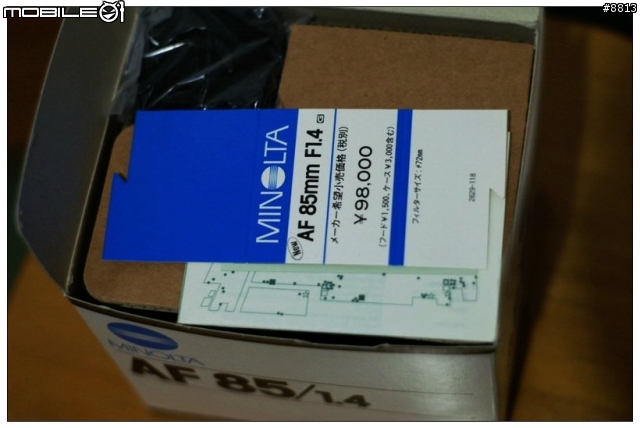 MOBILE01
#8813
MINOLTA
New
AF 85mm F1.4 G
メーカー希望小売価格(税別)
￥98,000
(フード￥1,500、ケース￥3,000含む)
フィルターサイズ:φ72mm
2629-118
MINOLTA
AF 85/1.4